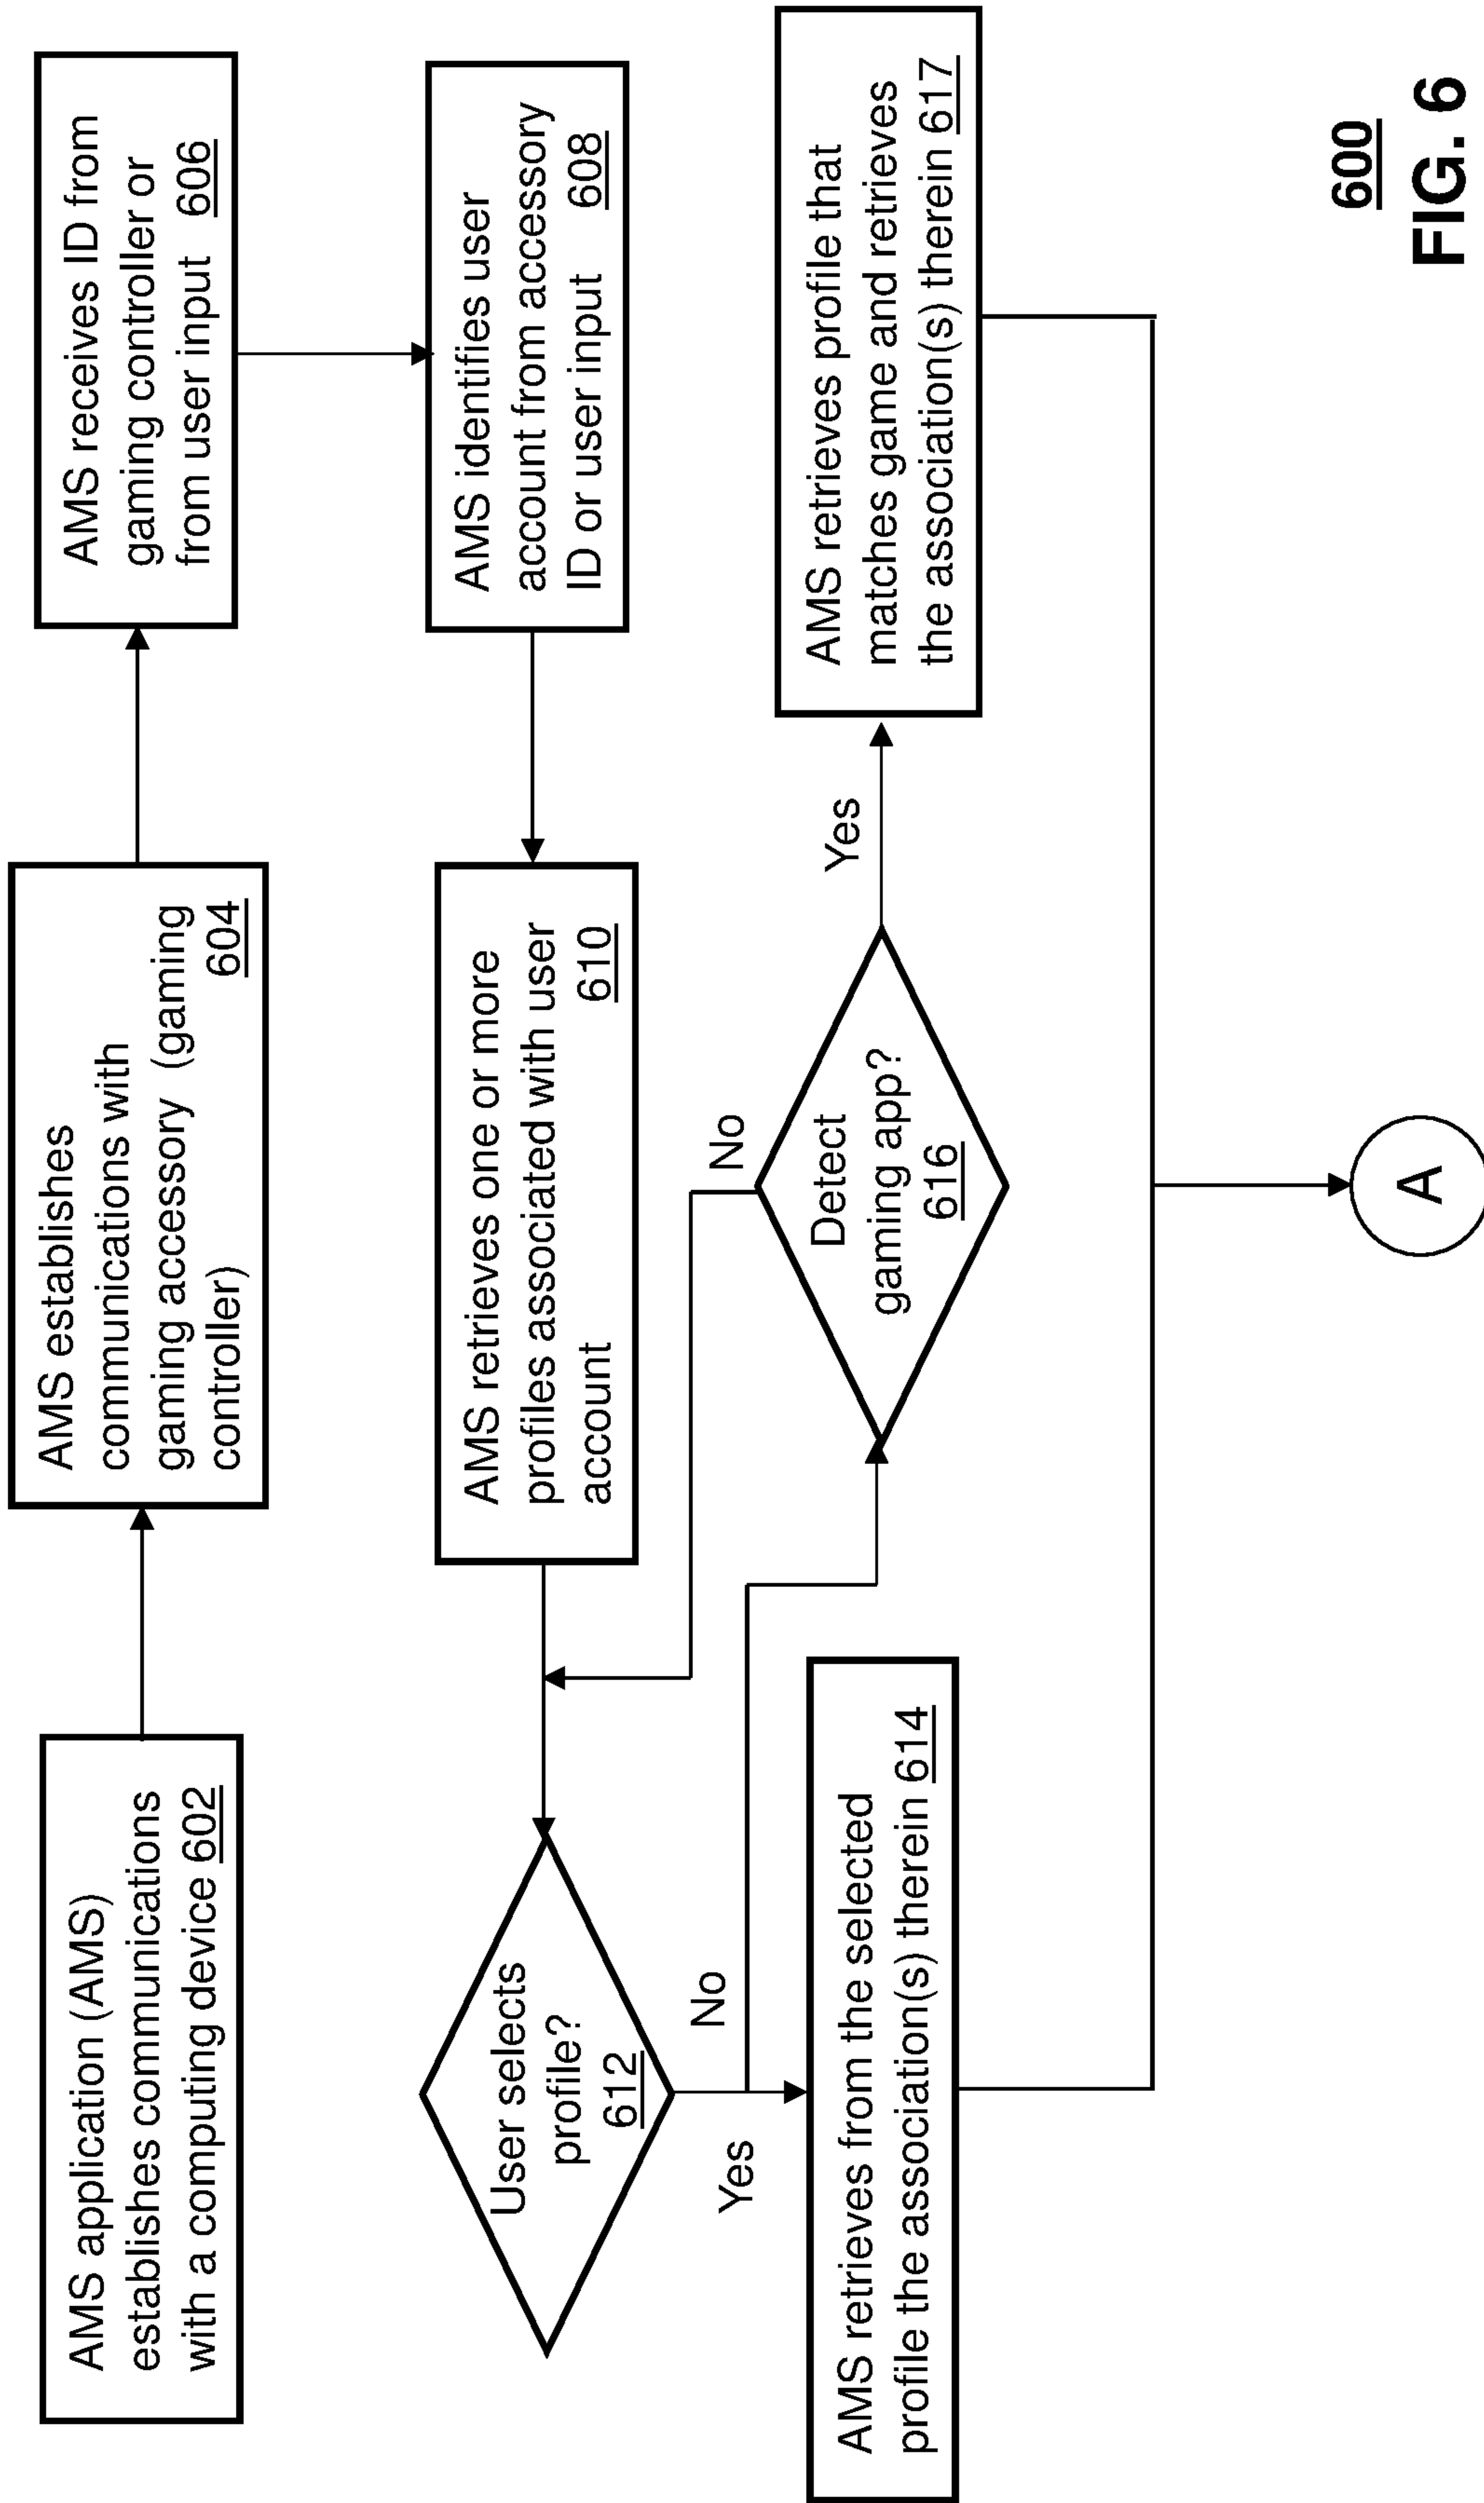 AMS application (AMS)
establishes communications
with a computing device 602
AMS establishes
communications with
gaming accessory (gaming
controller) 604
AMS receives ID from
gaming controller or
from user input 606
AMS identifies user
account from accessory
ID or user input 608
AMS retrieves one or more
profiles associated with user
account 610
User selects
profile?
612
No
Yes
AMS retrieves from the selected
profile the association(s) therein 614
Detect
gaming app?
616
No
Yes
AMS retrieves profile that
matches game and retrieves
the association(s) therein 617
A
600
FIG. 6